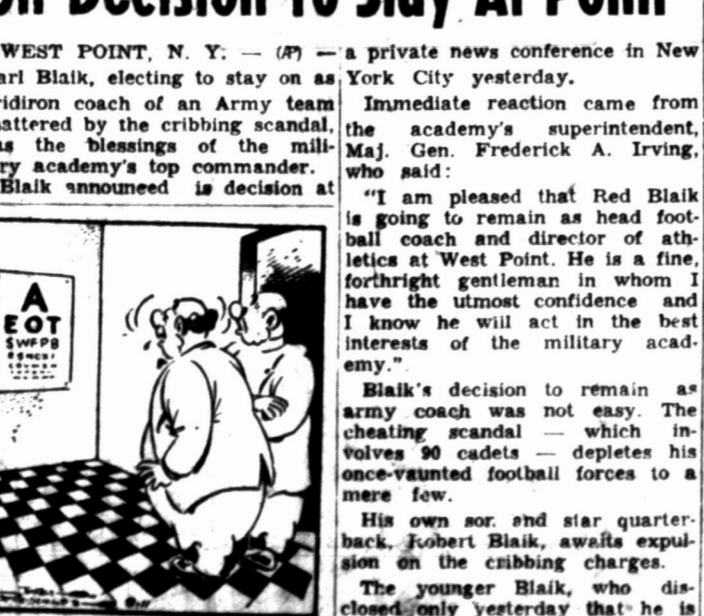 on Decision To Stay At Point
WEST POINT, N. Y. — (AP) —
arl Blaik, electing to stay on as
ridiron coach of an Army team
attered by the cribbing scandal,
as the blessings of the mili-
ry academy's top commander.
Blaik announeed is decision at
A
EOT
SWFPB
a private news conference in New
York City yesterday.
Immediate reaction came from
the academy's superintendent,
Maj. Gen. Frederick A. Irving,
who said:
"I am pleased that Red Blaik
is going to remain as head foot-
ball coach and director of ath-
letics at West Point. He is a fine,
forthright gentleman in whom I
have the utmost confidence and
I know he will act in the best
interests of the military acad-
emy."
Blaik's decision to remain as
army coach was not easy. The
cheating scandal — which in-
volves 90 cadets — depletes his
once-vaunted football forces to a
mere few.
His own son and star quarter-
back, Robert Blaik, awaits expul-
sion on the cribbing charges.
The younger Blaik, who dis-
closed only yesterday that he is